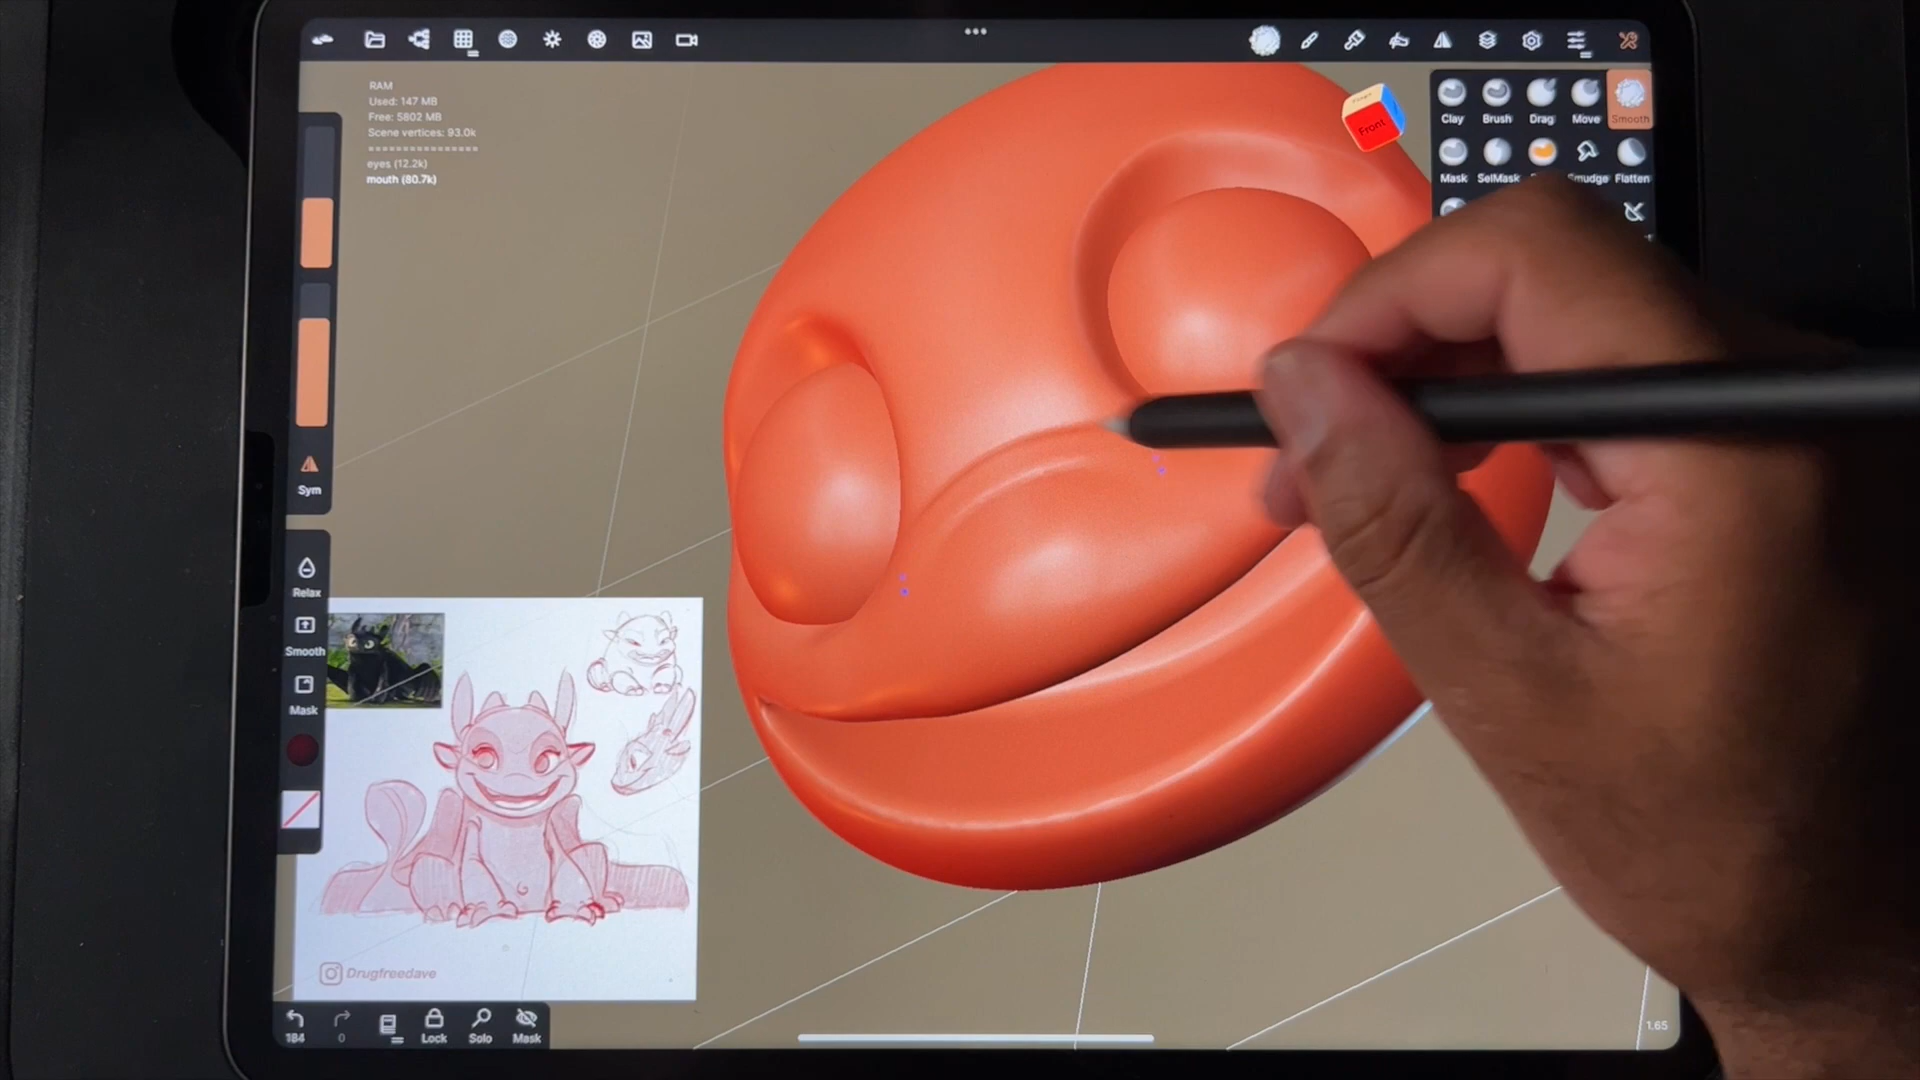 RAM
Used: 147 MB
Free: 5802 MB
Scene vertices: 93.0k
================
eyes (12.2k)
mouth (80.7k)
Front
Clay
Brush
Drag
Move
Smooth
Mask
SelMask
Smudge
Flatten
Sym
Relax
Smooth
Mask
Drugfreedave
184
0
Lock
Solo
Mask
1.65